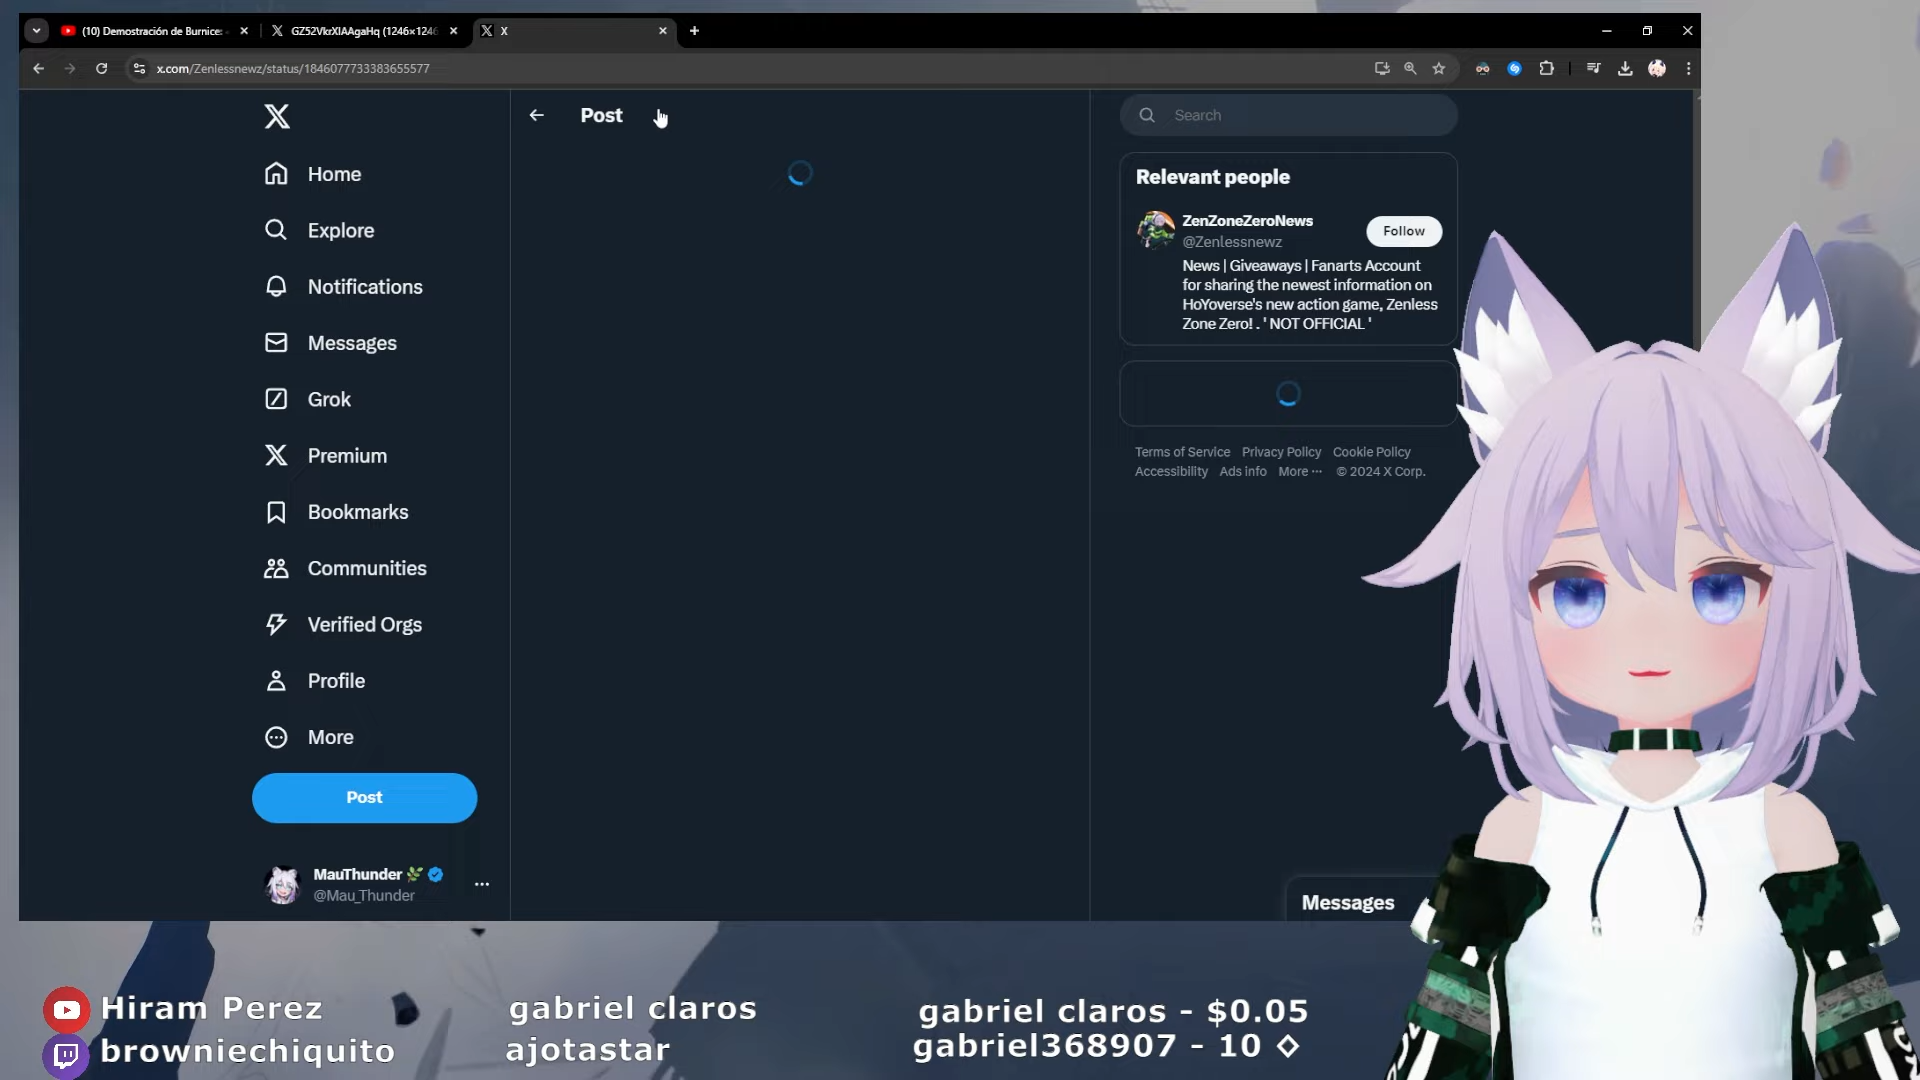 (10) Demostración de Burnice:
GZ52VkrXIAAgaHq (1246×1246
X
x.com/Zenlessnewz/status/1846077733383655577
Home
Explore
Notifications
Messages
Grok
Premium
Bookmarks
Communities
Verified Orgs
Profile
More
Post
MauThunder
@Mau_Thunder
Post
Search
Relevant people
ZenZoneZeroNews
@Zenlessnewz
Follow
News | Giveaways | Fanarts Account
for sharing the newest information on
HoYoverse's new action game, Zenless
Zone Zero! . ' NOT OFFICIAL '
Terms of Service Privacy Policy Cookie Policy
Accessibility Ads info More ··· © 2024 X Corp.
Messages
Hiram Perez
browniechiquito
gabriel claros
ajotastar
gabriel claros - $0.05
gabriel368907 - 10